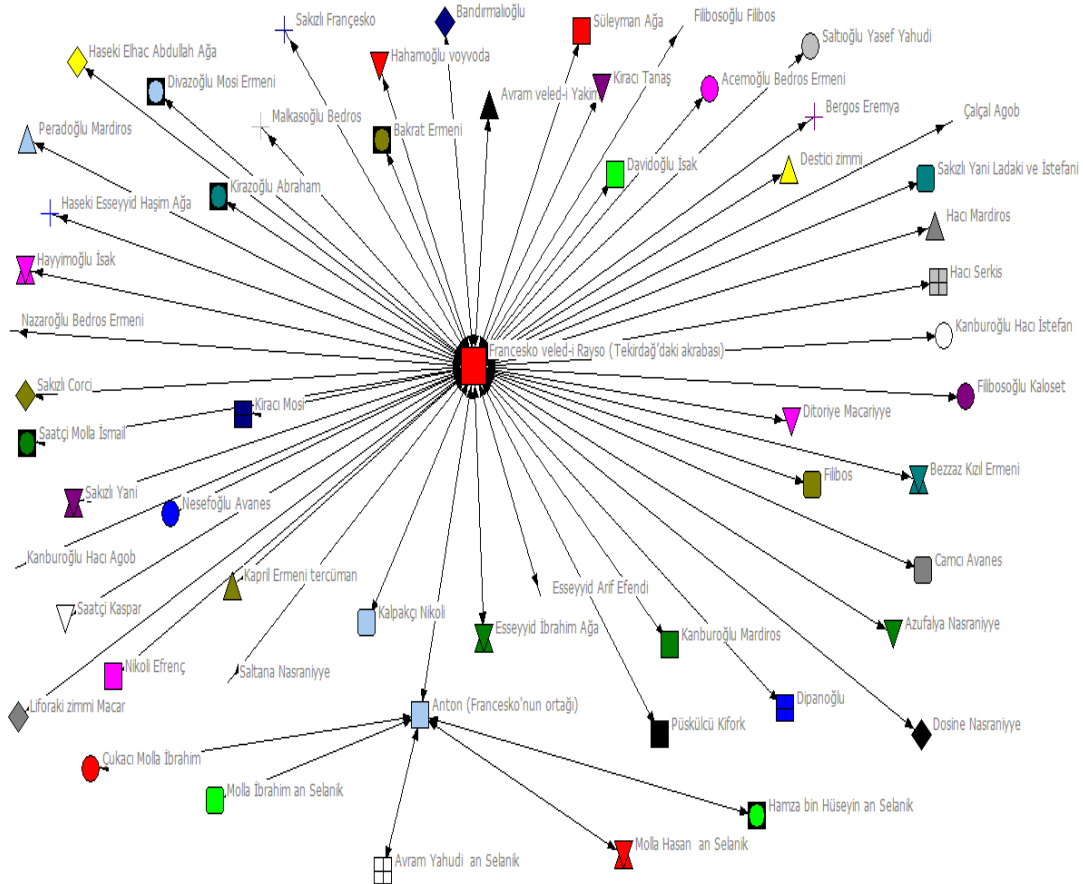 Filibosoğlu Filibos
Bandırmalıoğlu
Sakızlı Françesko
Süleyman Ağa
Saltıoğlu Yasef Yahudi
Hahamoğlu voyvoda
Haseki Elhac Abdullah Ağa
Kiracı Tanaş
Acemoğlu Bedros Ermeni
Divazoğlu Mosi Ermeni
Avram veled-i Yakim
Malkasoğlu Bedros
Bergos Eremya
Çalçal Agob
Peradoğlu Mardiros
Bakrat Ermeni
Davidoğlu İsak
Destici zimmi
Sakızlı Yani Ladaki ve İstefani
Kirazoğlu Abraham
Haseki Esseyyid Haşim Ağa
Hacı Mardiros
Hayyimoğlu İsak
Hacı Serkis
Nazaroğlu Bedros Ermeni
Kanburoğlu Hacı İstefan
Françesko veled-i Rayso (Tekirdağ'daki akrabası)
Sakızlı Corci
Filibosoğlu Kaloset
Kiracı Mosi
Ditoriye Macariyye
Saatçi Molla İsmail
Bezzaz Kızıl Ermeni
Filibos
Sakızlı Yani
Nesefoğlu Avanes
Kanburoğlu Hacı Agob
Camcı Avanes
Kapril Ermeni tercüman
Esseyyid Arif Efendi
Saatçi Kaspar
Kalpakçı Nikoli
Esseyyid İbrahim Ağa
Kanburoğlu Mardiros
Azufalya Nasraniyye
Nikoli Efrenç
Saltana Nasraniyye
Liforaki zimmi Macar
Anton (Francesko'nun ortağı)
Dipanoğlu
Püskülcü Kifork
Dosine Nasraniyye
Çukacı Molla İbrahim
Molla İbrahim an Selanik
Hamza bin Hüseyin an Selanik
Molla Hasan an Selanik
Avram Yahudi an Selanik